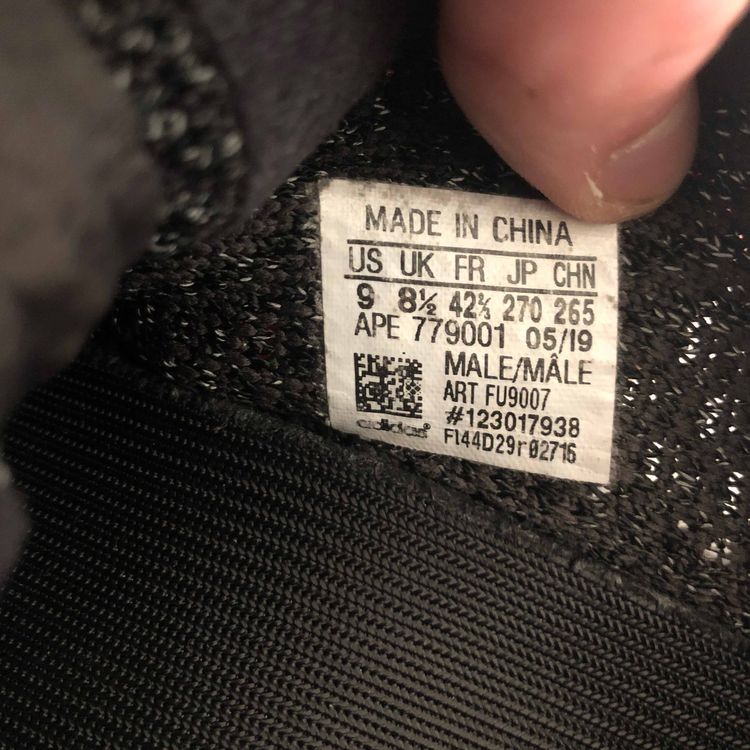 MADE IN CHINA
US UK FR JP CHN
9 8½ 42⅔ 270 265
APE 779001 05/19
MALE/MÂLE
ART FU9007
#123017938
adidas F144D29r02716